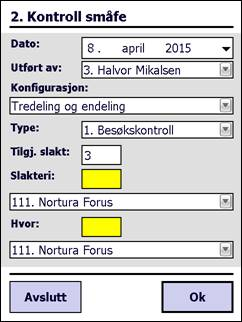 2. Kontroll småfe
Dato: 8 . april 2015
Utført av: 3. Halvor Mikalsen
Konfigurasjon:
Tredeling og endeling
Type: 1. Besøkskontroll
Tilgj. slakt: 3
Slakteri:
111. Nortura Forus
Hvor:
111. Nortura Forus
Avslutt Ok